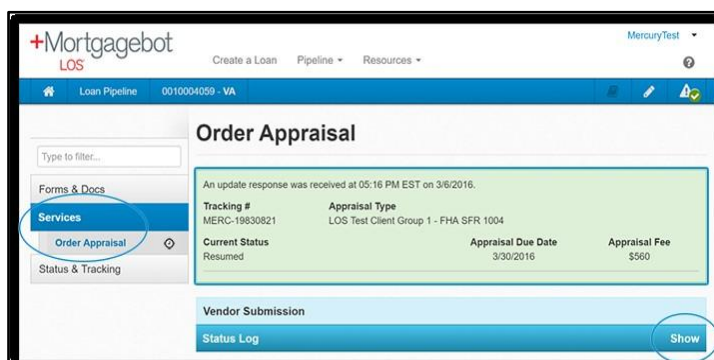 +Mortgagebot
LOS
MercuryTest
Create a Loan Pipeline Resources
Loan Pipeline 0010004059 - VA
Order Appraisal
Type to filter...
Forms & Docs
Services
Order Appraisal
Status & Tracking
An update response was received at 05:16 PM EST on 3/6/2016.
Tracking # Appraisal Type
MERC-19830821 LOS Test Client Group 1 - FHA SFR 1004
Current Status Appraisal Due Date Appraisal Fee
Resumed 3/30/2016 $560
Vendor Submission
Status Log Show